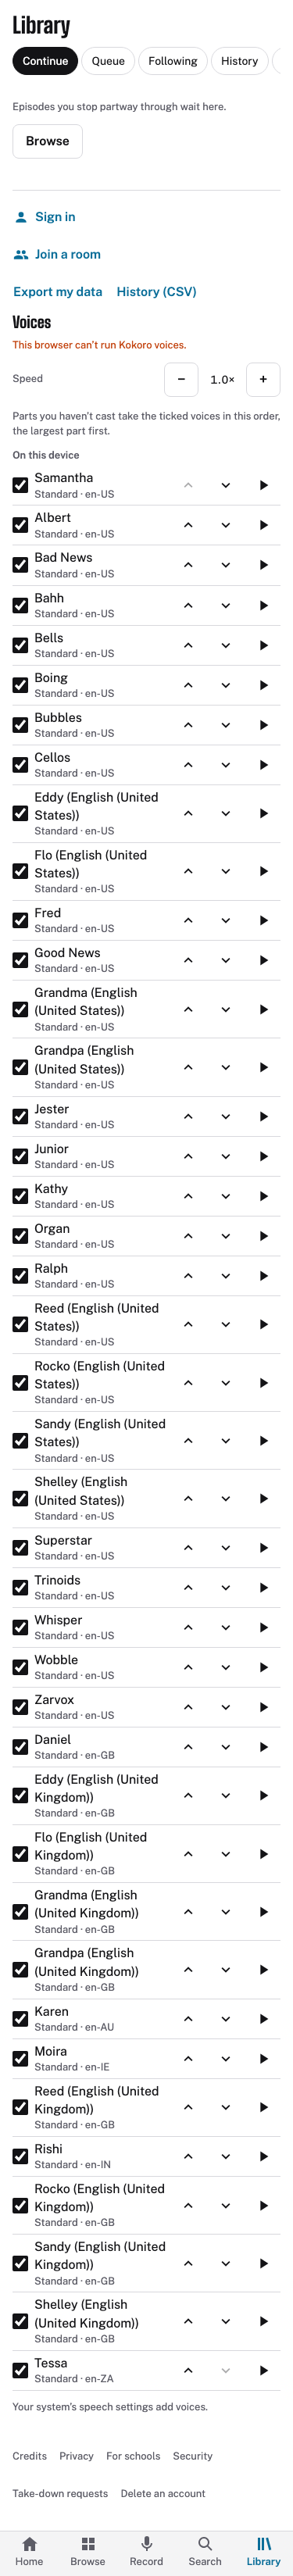 Library
Continue
Queue
Following
History
Episodes you stop partway through wait here.
Browse
Sign in
Join a room
Export my data History (CSV)
Voices
This browser can't run Kokoro voices.
Speed
− 1.0× +
Parts you haven't cast take the ticked voices in this order,
the largest part first.
On this device
Samantha
Standard · en-US
Albert
Standard · en-US
Bad News
Standard · en-US
Bahh
Standard · en-US
Bells
Standard · en-US
Boing
Standard · en-US
Bubbles
Standard · en-US
Cellos
Standard · en-US
Eddy (English (United
States))
Standard · en-US
Flo (English (United
States))
Standard · en-US
Fred
Standard · en-US
Good News
Standard · en-US
Grandma (English
(United States))
Standard · en-US
Grandpa (English
(United States))
Standard · en-US
Jester
Standard · en-US
Junior
Standard · en-US
Kathy
Standard · en-US
Organ
Standard · en-US
Ralph
Standard · en-US
Reed (English (United
States))
Standard · en-US
Rocko (English (United
States))
Standard · en-US
Sandy (English (United
States))
Standard · en-US
Shelley (English
(United States))
Standard · en-US
Superstar
Standard · en-US
Trinoids
Standard · en-US
Whisper
Standard · en-US
Wobble
Standard · en-US
Zarvox
Standard · en-US
Daniel
Standard · en-GB
Eddy (English (United
Kingdom))
Standard · en-GB
Flo (English (United
Kingdom))
Standard · en-GB
Grandma (English
(United Kingdom))
Standard · en-GB
Grandpa (English
(United Kingdom))
Standard · en-GB
Karen
Standard · en-AU
Moira
Standard · en-IE
Reed (English (United
Kingdom))
Standard · en-GB
Rishi
Standard · en-IN
Rocko (English (United
Kingdom))
Standard · en-GB
Sandy (English (United
Kingdom))
Standard · en-GB
Shelley (English
(United Kingdom))
Standard · en-GB
Tessa
Standard · en-ZA
Your system's speech settings add voices.
Credits Privacy For schools Security
Take-down requests Delete an account
Home Browse Record Search Library